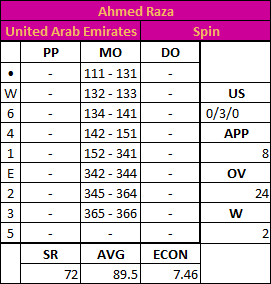 Ahmed Raza
United Arab Emirates Spin
PP MO DO
• - 111 - 131 -
W - 132 - 133 - US
6 - 134 - 141 - 0/3/0
4 - 142 - 151 - APP
1 - 152 - 341 - 8
E - 342 - 344 - OV
2 - 345 - 364 - 24
3 - 365 - 366 - W
5 - - - 2
SR AVG ECON
72 89.5 7.46